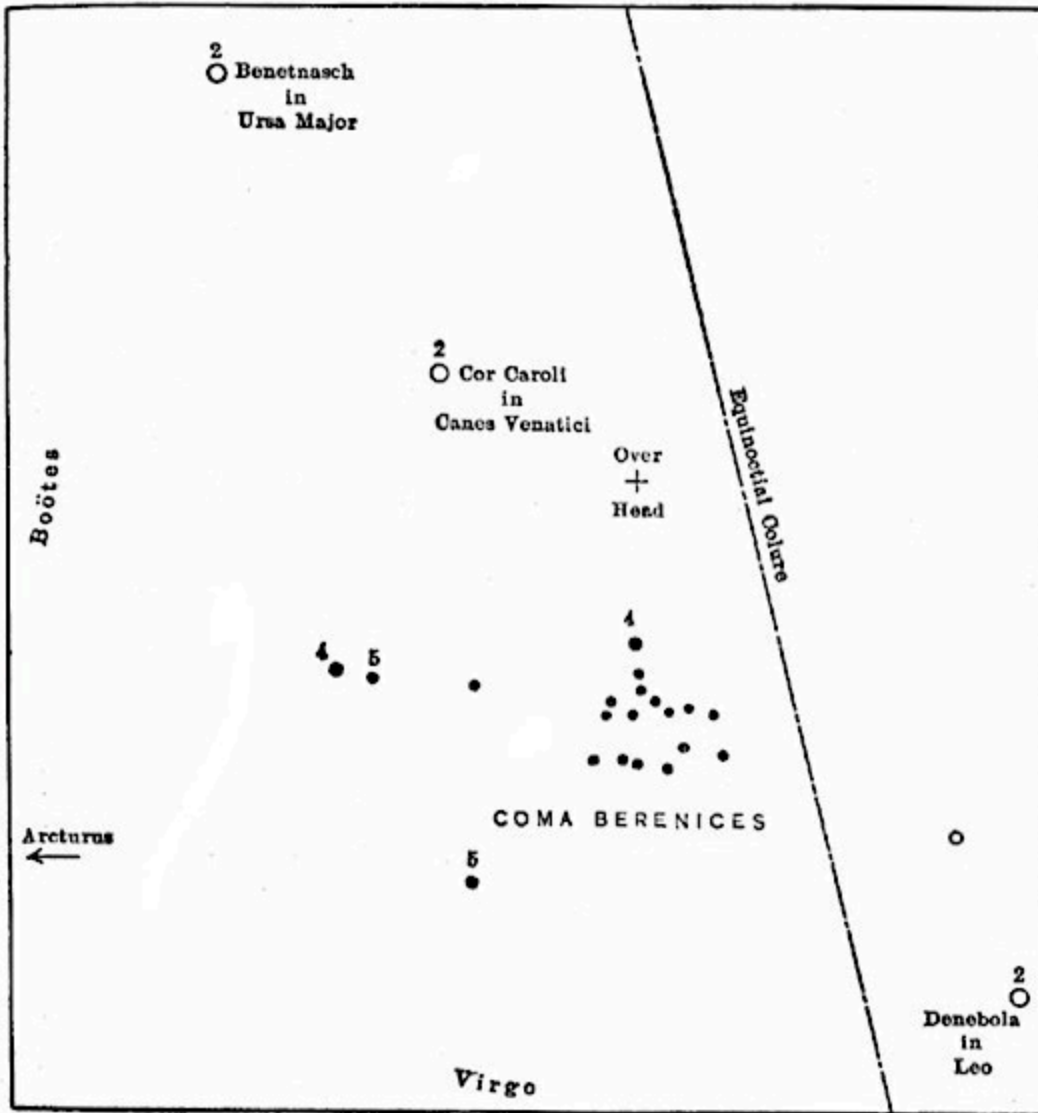 2
Benetnasch
in
Ursa Major
2
Cor Caroli
in
Canes Venatici
Over
Head
Equinoctial Colure
Boötes
4
4
5
COMA BERENICES
Arcturus
5
2
Denebola
in
Leo
Virgo